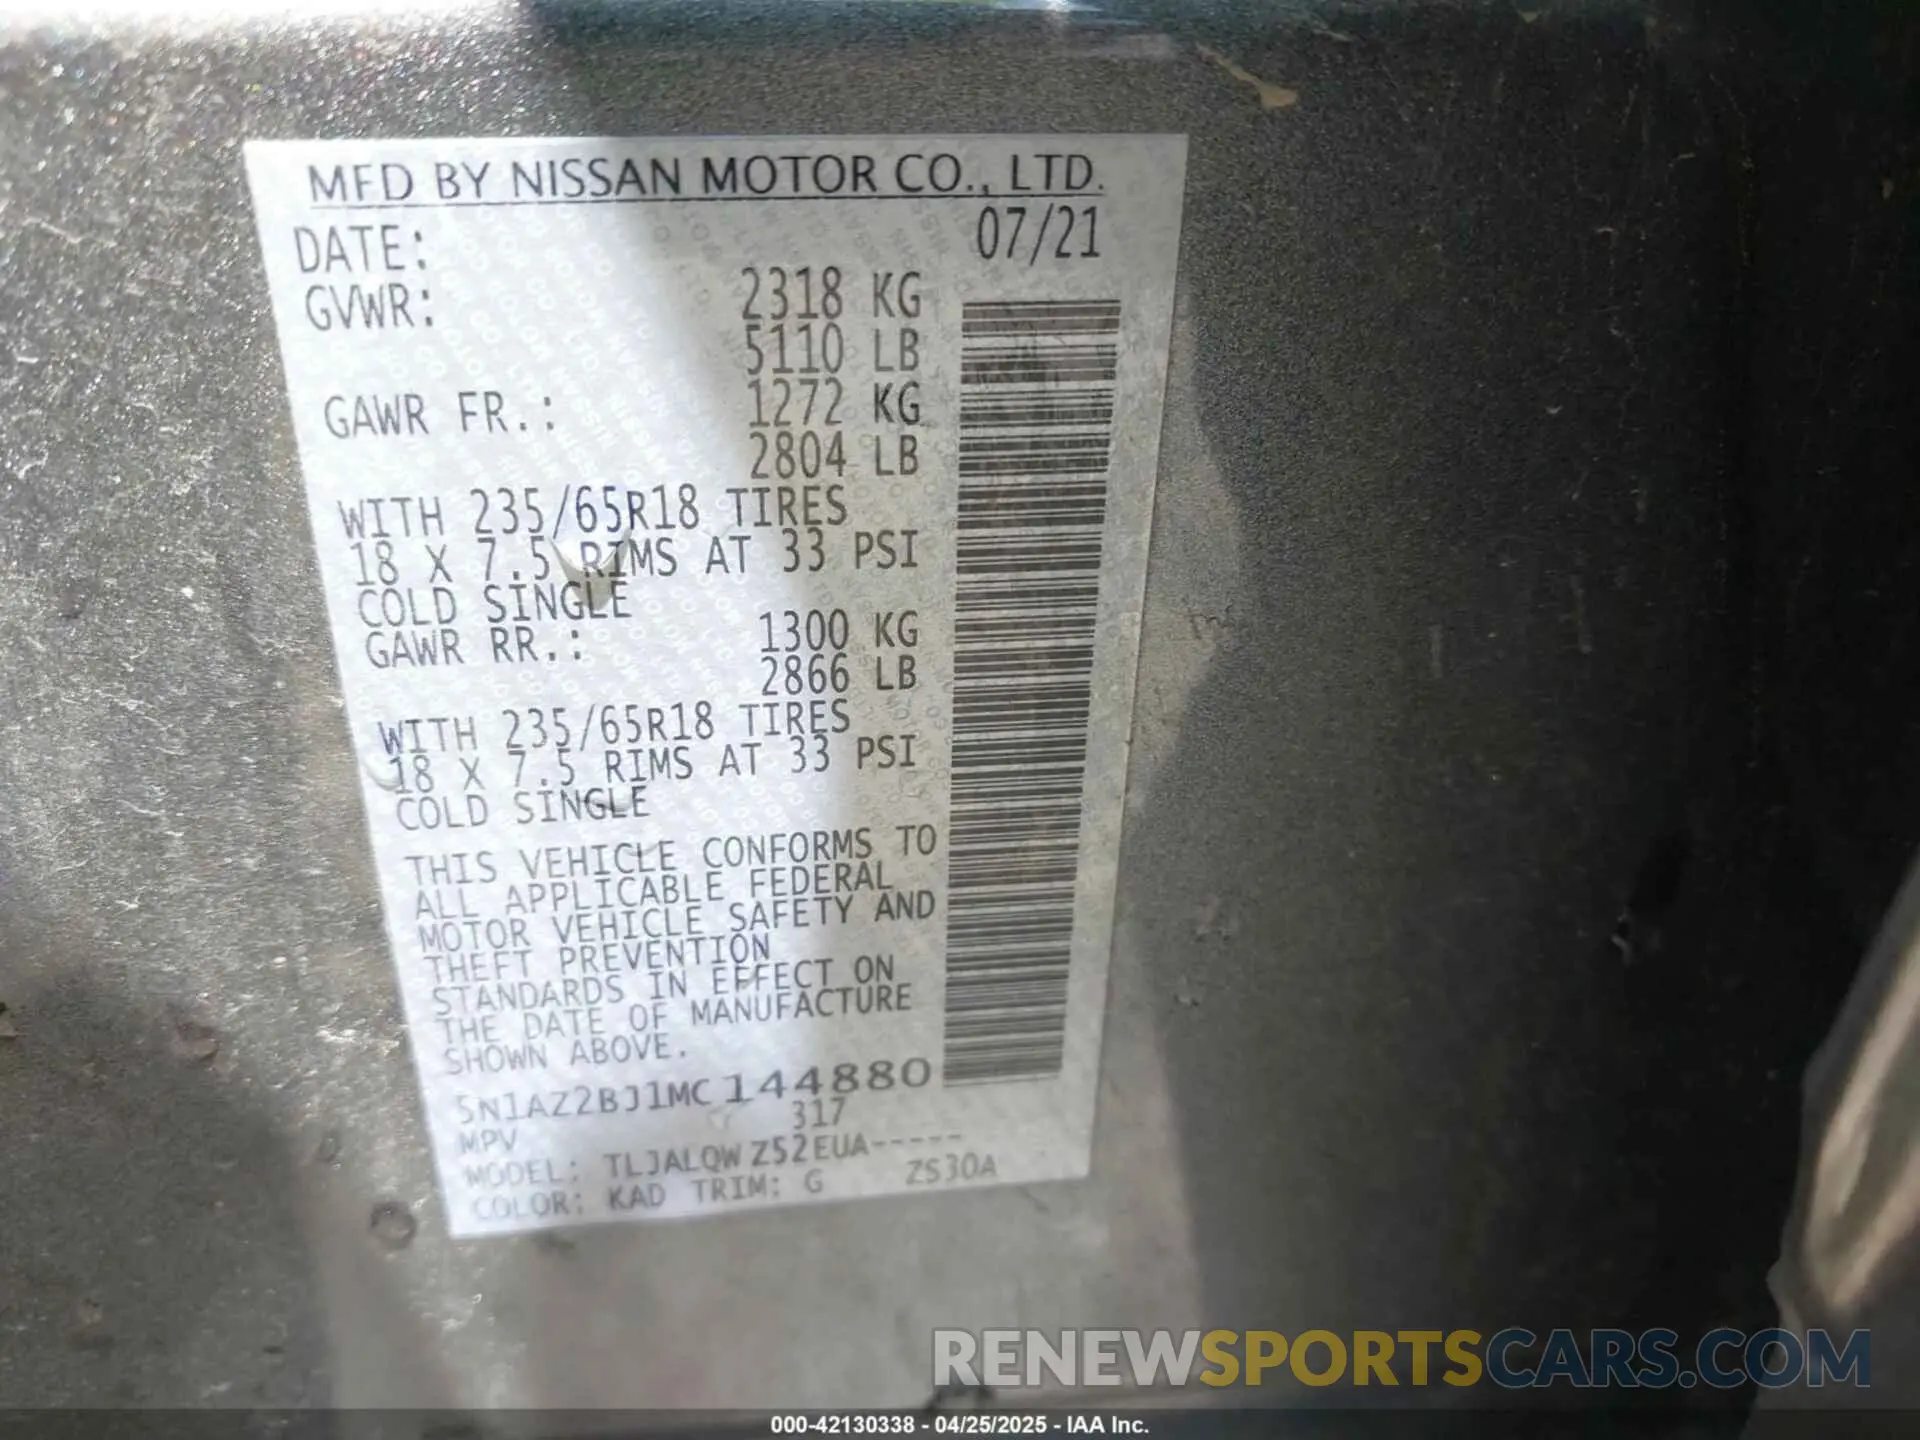 MFD BY NISSAN MOTOR CO., LTD.
DATE: 07/21
GVWR: 2318 KG
5110 LB
GAWR FR.: 1272 KG
2804 LB
WITH 235/65R18 TIRES
18 X 7.5 RIMS AT 33 PSI
COLD SINGLE
GAWR RR.: 1300 KG
2866 LB
WITH 235/65R18 TIRES
18 X 7.5 RIMS AT 33 PSI
COLD SINGLE
THIS VEHICLE CONFORMS TO
ALL APPLICABLE FEDERAL
MOTOR VEHICLE SAFETY AND
THEFT PREVENTION
STANDARDS IN EFFECT ON
THE DATE OF MANUFACTURE
SHOWN ABOVE.
5N1AZ2BJ1MC144880
MPV 317
MODEL: TLJALQWZ52EUA-----
COLOR: KAD TRIM: G ZS30A
RENEWSPORTSCARS.COM
000-42130338 - 04/25/2025 - IAA Inc.